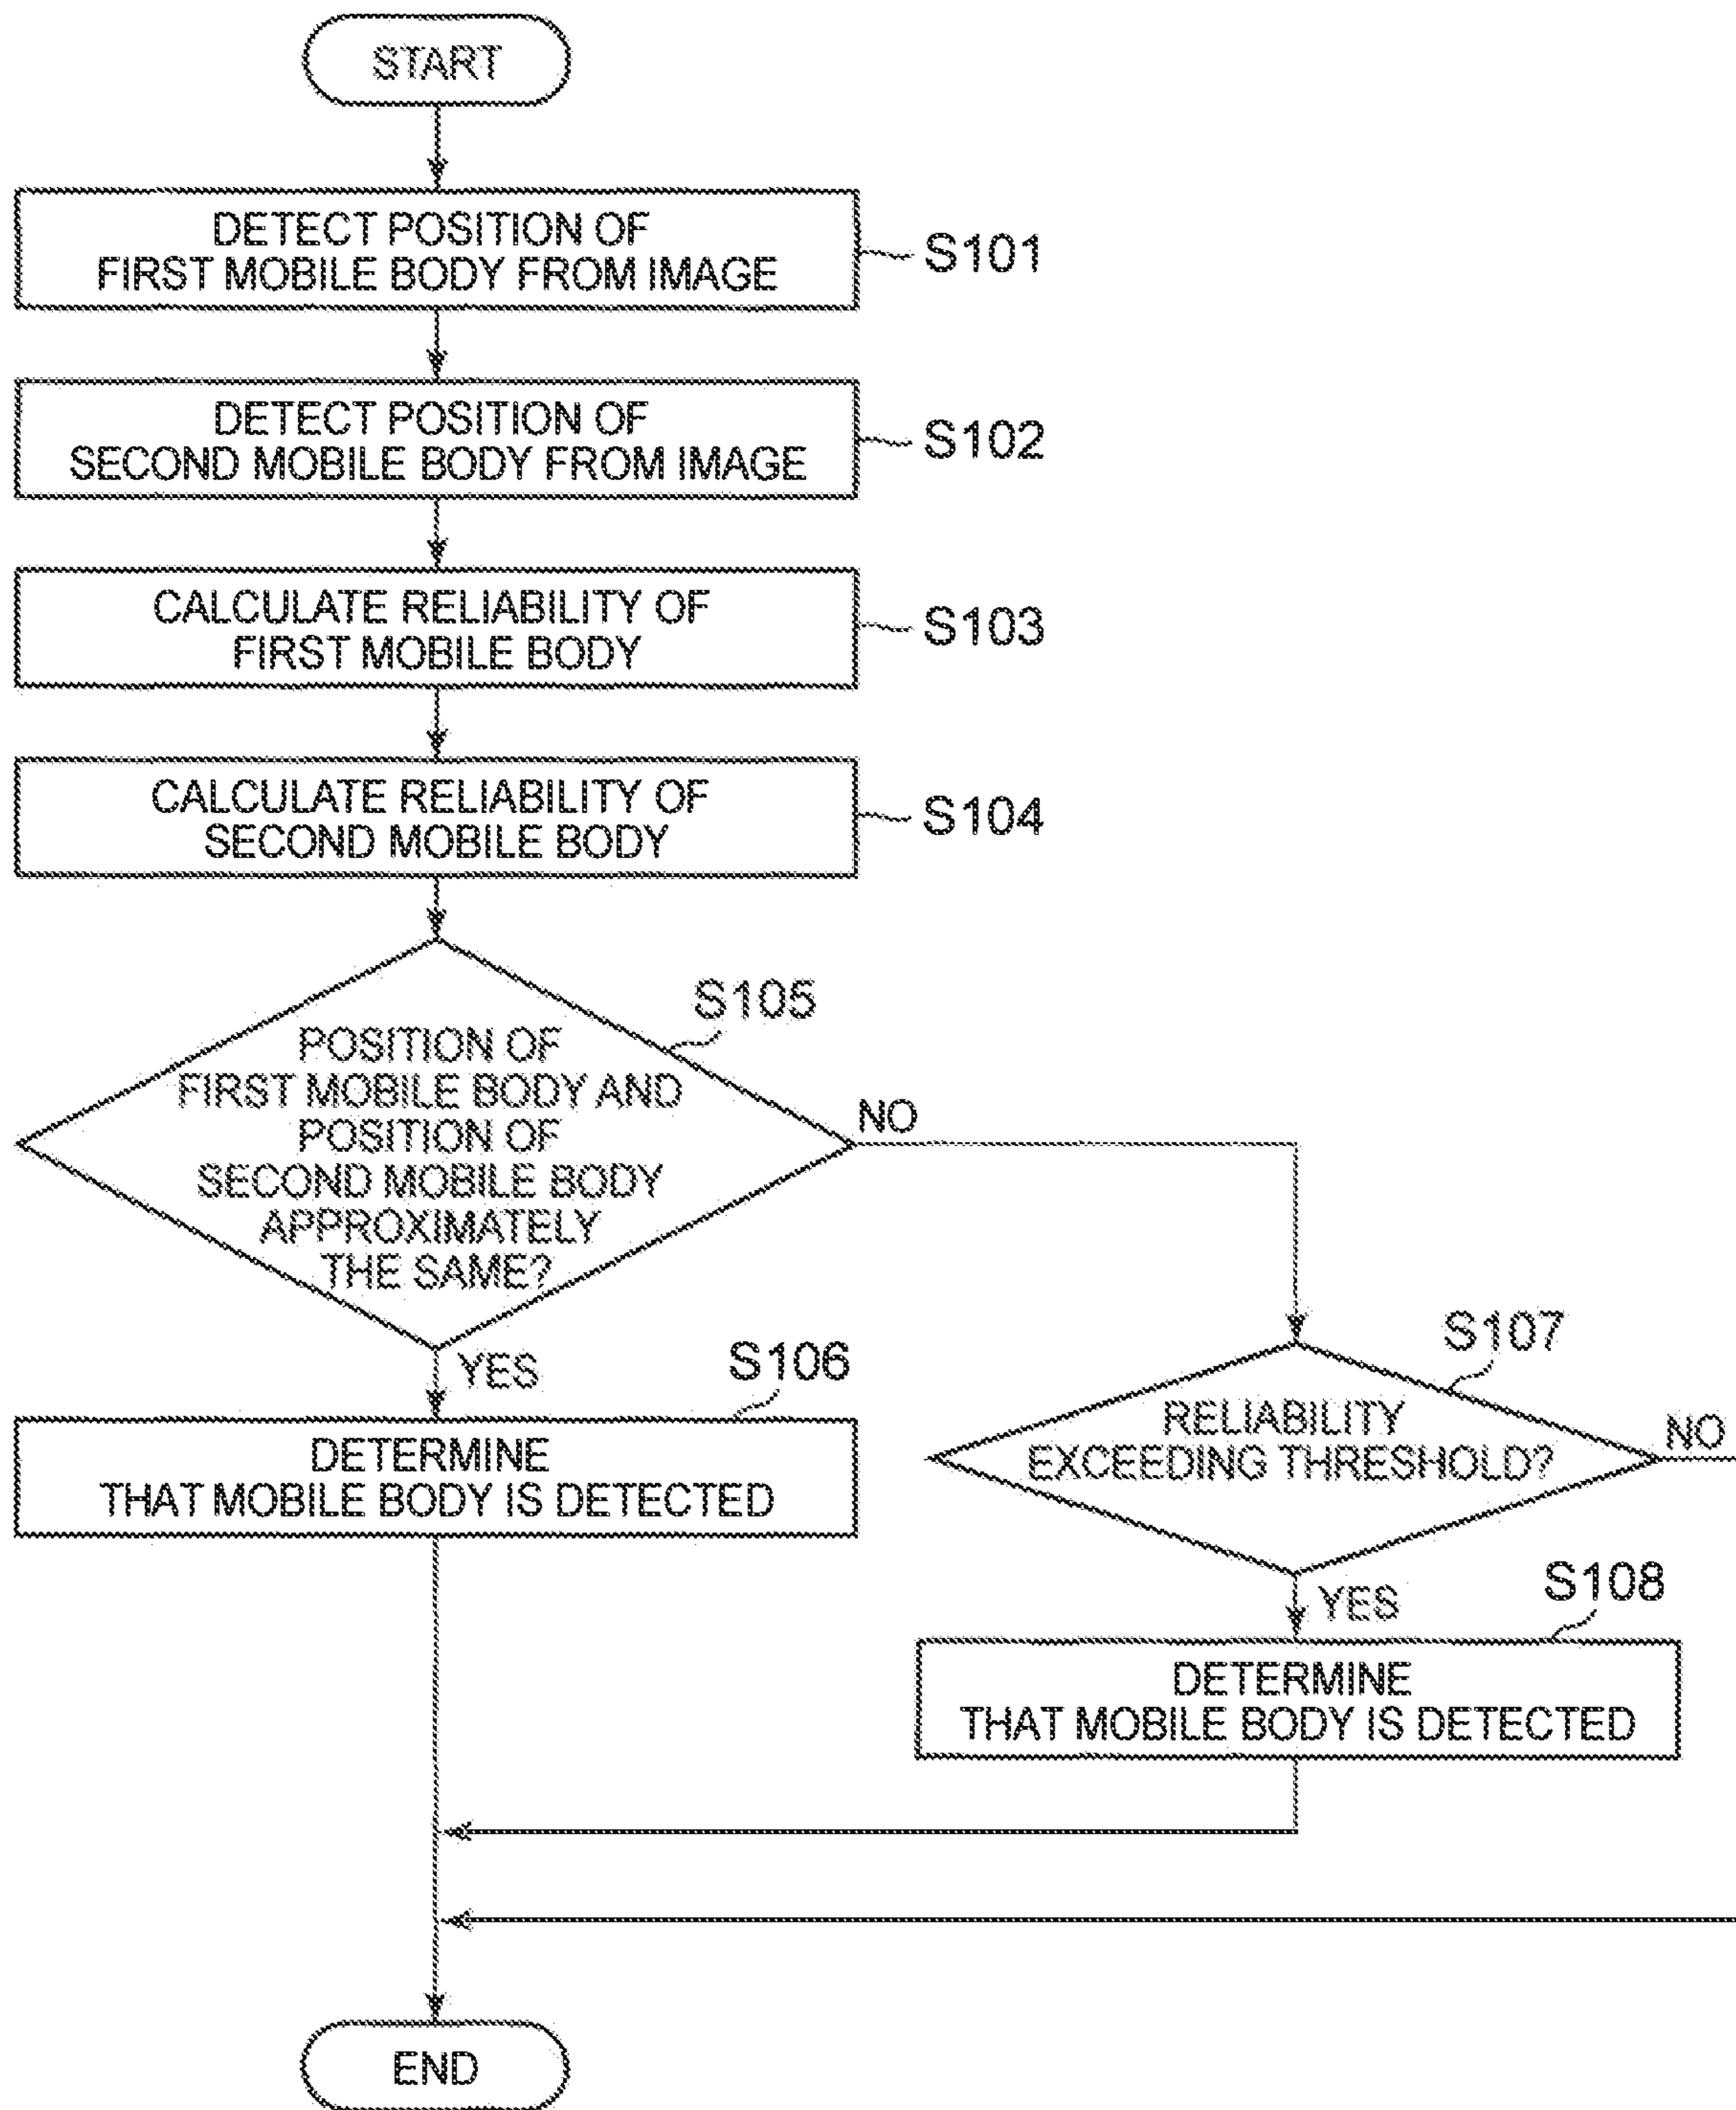 START
DETECT POSITION OF
FIRST MOBILE BODY FROM IMAGE
S101
DETECT POSITION OF
SECOND MOBILE BODY FROM IMAGE
S102
CALCULATE RELIABILITY OF
FIRST MOBILE BODY
S103
CALCULATE RELIABILITY OF
SECOND MOBILE BODY
S104
S105
POSITION OF
FIRST MOBILE BODY AND
POSITION OF
SECOND MOBILE BODY
APPROXIMATELY
THE SAME?
NO
YES
S106
DETERMINE
THAT MOBILE BODY IS DETECTED
S107
RELIABILITY
EXCEEDING THRESHOLD?
NO
YES
S108
DETERMINE
THAT MOBILE BODY IS DETECTED
END